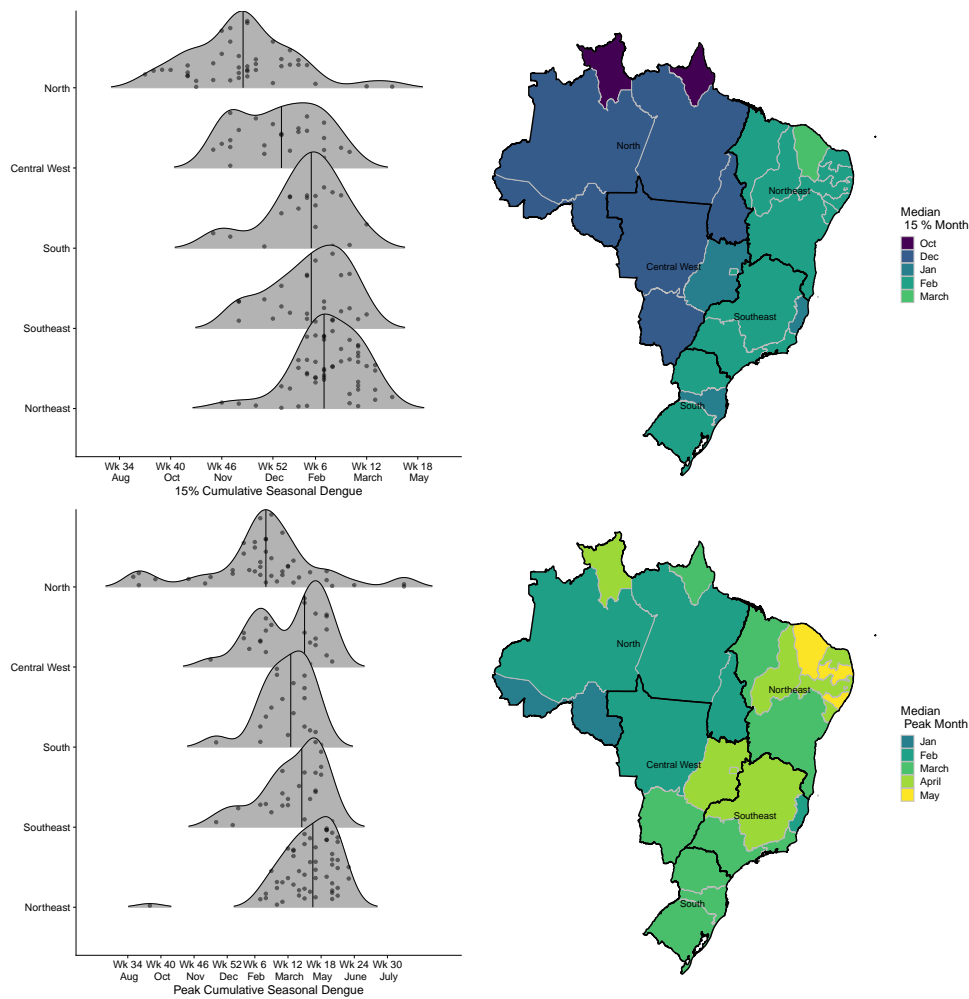 North
Central West
South
Southeast
Northeast
Wk 34 Wk 40 Wk 46 Wk 52 Wk 6 Wk 12 Wk 18
Aug Oct Nov Dec Feb March May
15% Cumulative Seasonal Dengue
North
Northeast
Central West
Southeast
South
Median
15 % Month
Oct
Dec
Jan
Feb
March
North
Central West
South
Southeast
Northeast
Wk 34 Wk 40 Wk 46 Wk 52 Wk 6 Wk 12 Wk 18 Wk 24 Wk 30
Aug Oct Nov Dec Feb March May June July
Peak Cumulative Seasonal Dengue
North
Northeast
Central West
Southeast
South
Median
Peak Month
Jan
Feb
March
April
May